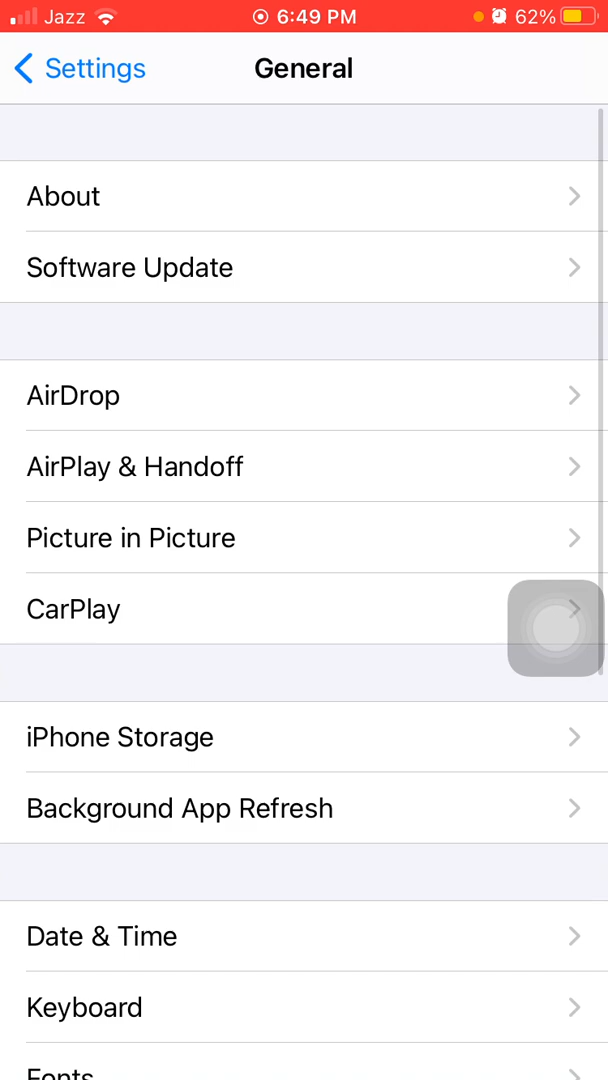 Jazz 6:49 PM 62%
Settings General
About
Software Update
AirDrop
AirPlay & Handoff
Picture in Picture
CarPlay
iPhone Storage
Background App Refresh
Date & Time
Keyboard
Fonts